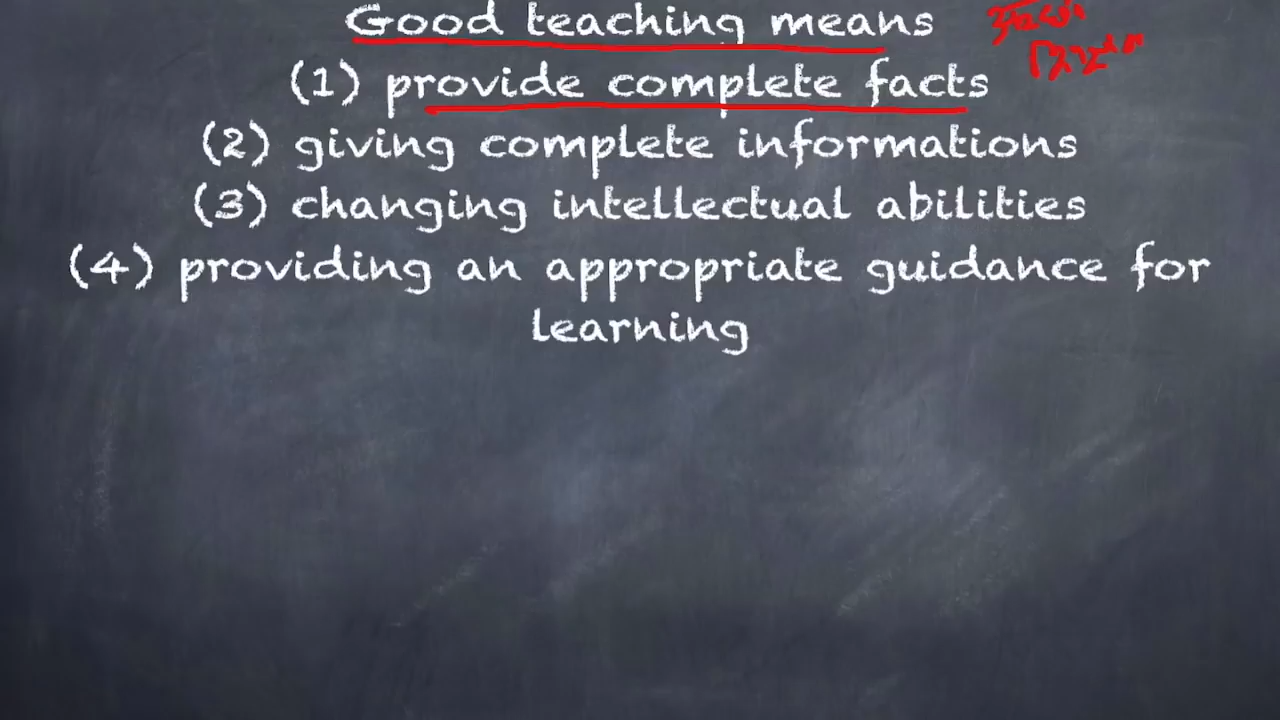 Good teaching means
(1) provide complete facts
(2) giving complete informations
(3) changing intellectual abilities
(4) providing an appropriate guidance for
learning